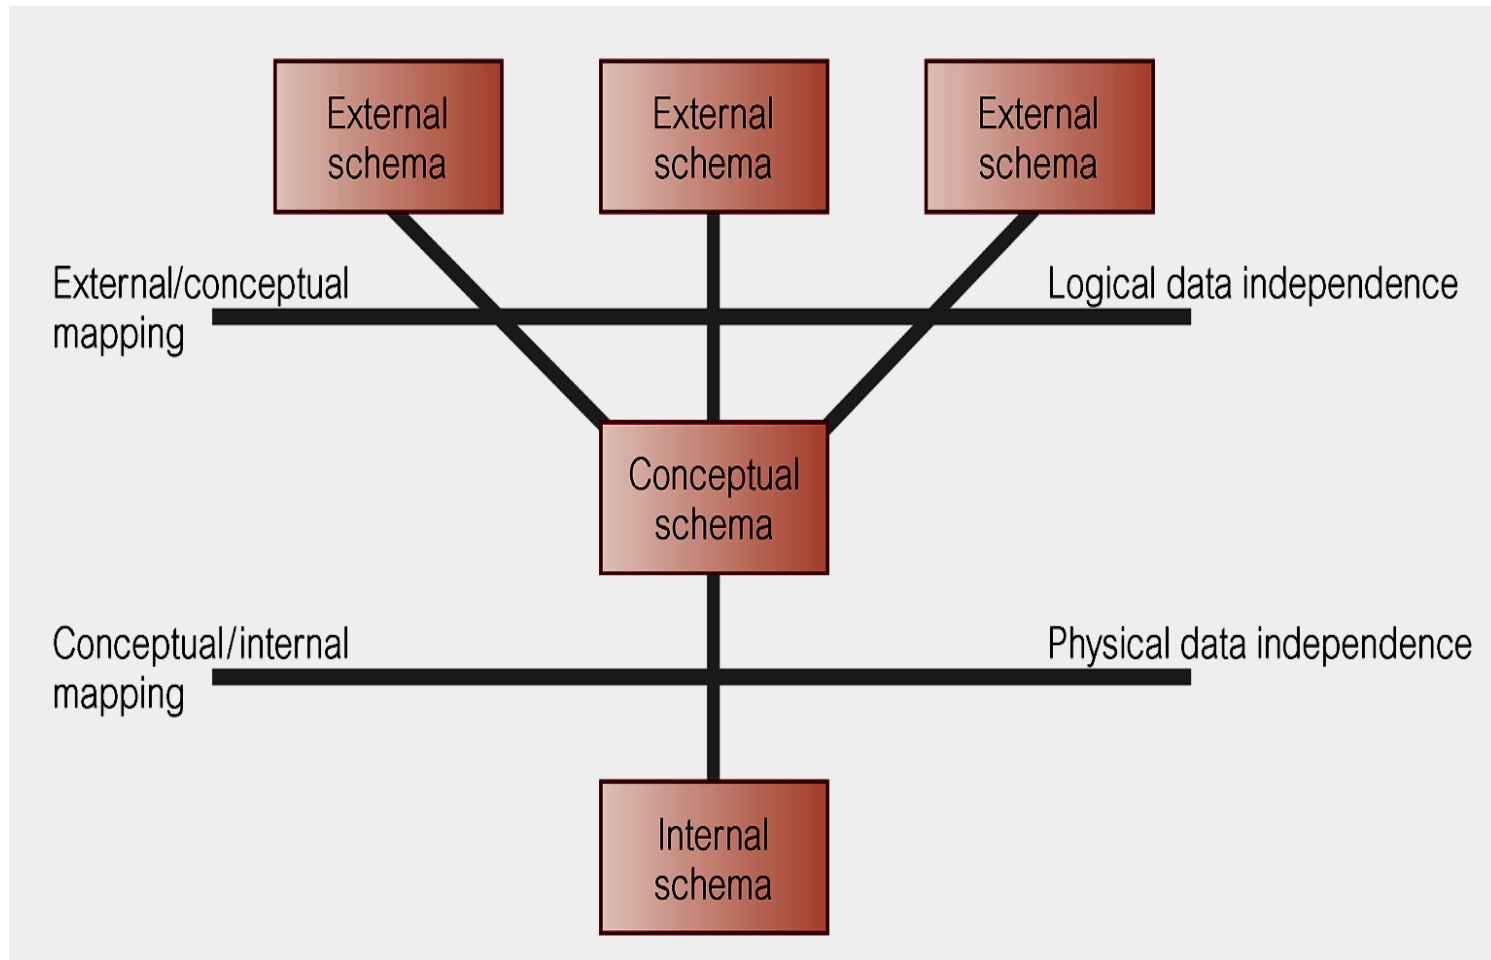 External
schema
External
schema
External
schema
External/conceptual
mapping
Logical data independence
Conceptual
schema
Conceptual/internal
mapping
Physical data independence
Internal
schema